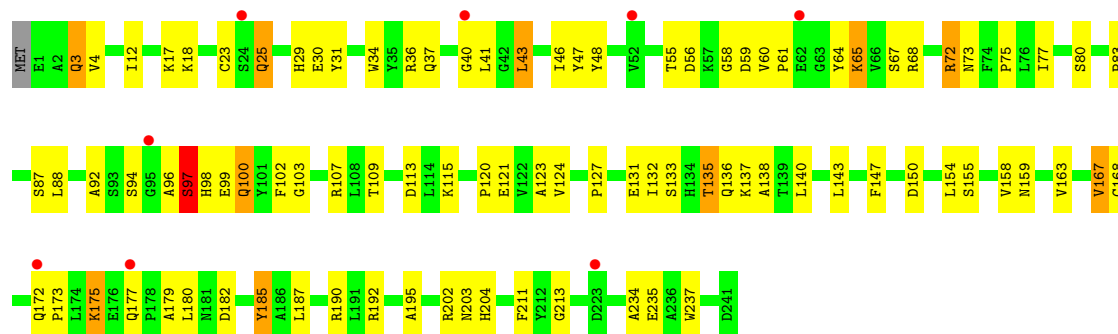 MET E1 A2 Q3 V4 I12 K17 K18 C23 S24 Q25 H29 E30 Y31 W34 Y35 R36 Q37 G40 L41 G42 L43 I46 Y47 Y48 V52 T55 D56 K57 G58 D59 V60 P61 E62 G63 Y64 K65 V66 S67 R68 R72 N73 F74 P75 L76 I77 S80
S87 L88 A92 S93 S94 G95 A96 S97 H98 E99 Q100 Y101 F102 G103 R107 L108 T109 D113 L114 K115 P120 E121 V122 A123 V124 P127 E131 I132 S133 H134 T135 Q136 K137 A138 T139 L140 L143 F147 D150 L154 S155 V158 N159 V163 V167
Q172 P173 L174 K175 E176 Q177 P178 A179 L180 N181 D182 Y185 A186 L187 R190 L191 R192 A195 R202 N203 H204 F211 Y212 G213 D223 A234 E235 A236 W237 D241